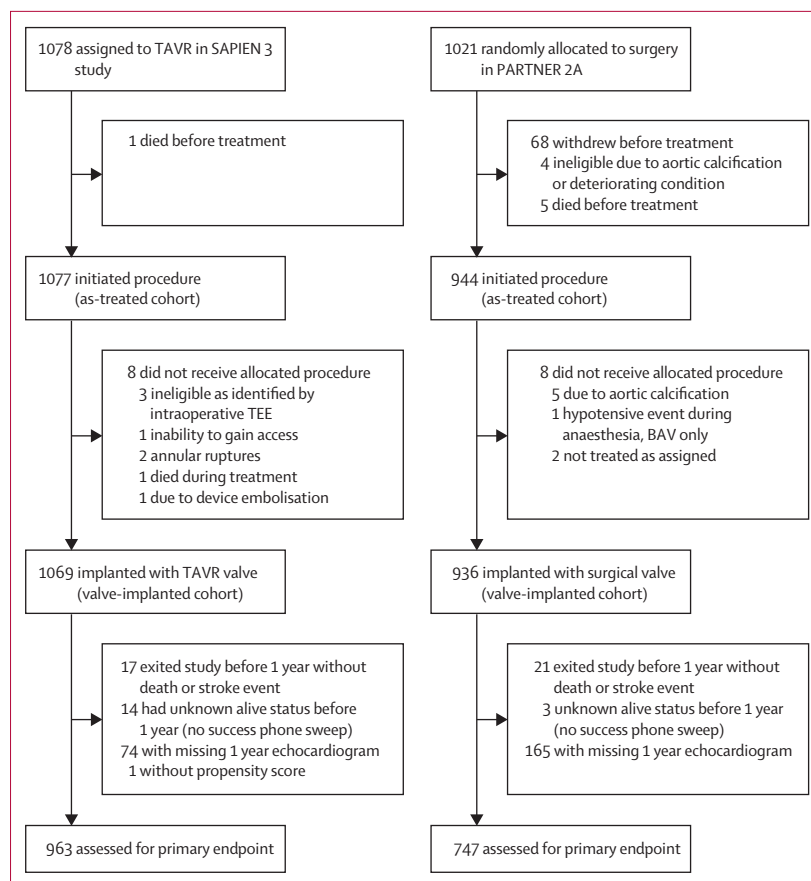 1078 assigned to TAVR in SAPIEN 3
study
1021 randomly allocated to surgery
in PARTNER 2A
1 died before treatment
68 withdrew before treatment
4 ineligible due to aortic calcification
or deteriorating condition
5 died before treatment
1077 initiated procedure
(as-treated cohort)
944 initiated procedure
(as-treated cohort)
8 did not receive allocated procedure
3 ineligible as identified by
intraoperative TEE
1 inability to gain access
2 annular ruptures
1 died during treatment
1 due to device embolisation
8 did not receive allocated procedure
5 due to aortic calcification
1 hypotensive event during
anaesthesia, BAV only
2 not treated as assigned
1069 implanted with TAVR valve
(valve-implanted cohort)
936 implanted with surgical valve
(valve-implanted cohort)
17 exited study before 1 year without
death or stroke event
14 had unknown alive status before
1 year (no success phone sweep)
74 with missing 1 year echocardiogram
1 without propensity score
21 exited study before 1 year without
death or stroke event
3 unknown alive status before 1 year
(no success phone sweep)
165 with missing 1 year echocardiogram
963 assessed for primary endpoint
747 assessed for primary endpoint